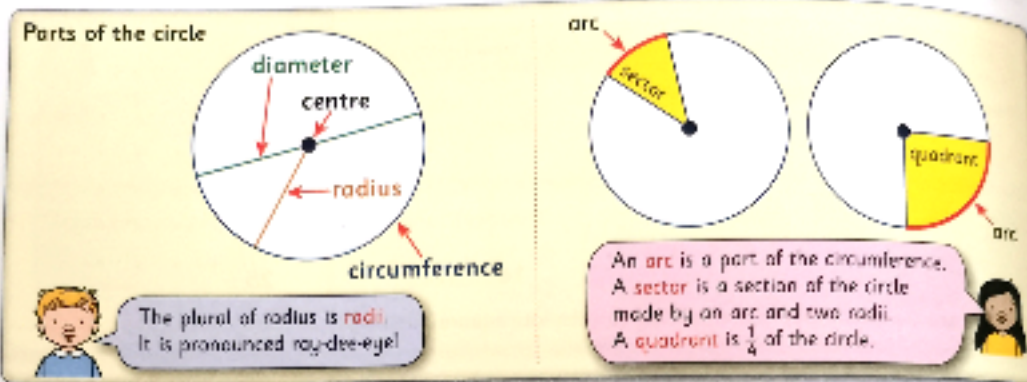 Parts of the circle
diameter
centre
radius
circumference
The plural of radius is radii.
It is pronounced ray-dee-eye!
arc
sector
quadrant
arc
An arc is a part of the circumference.
A sector is a section of the circle
made by an arc and two radii.
A quadrant is 1/4 of the circle.